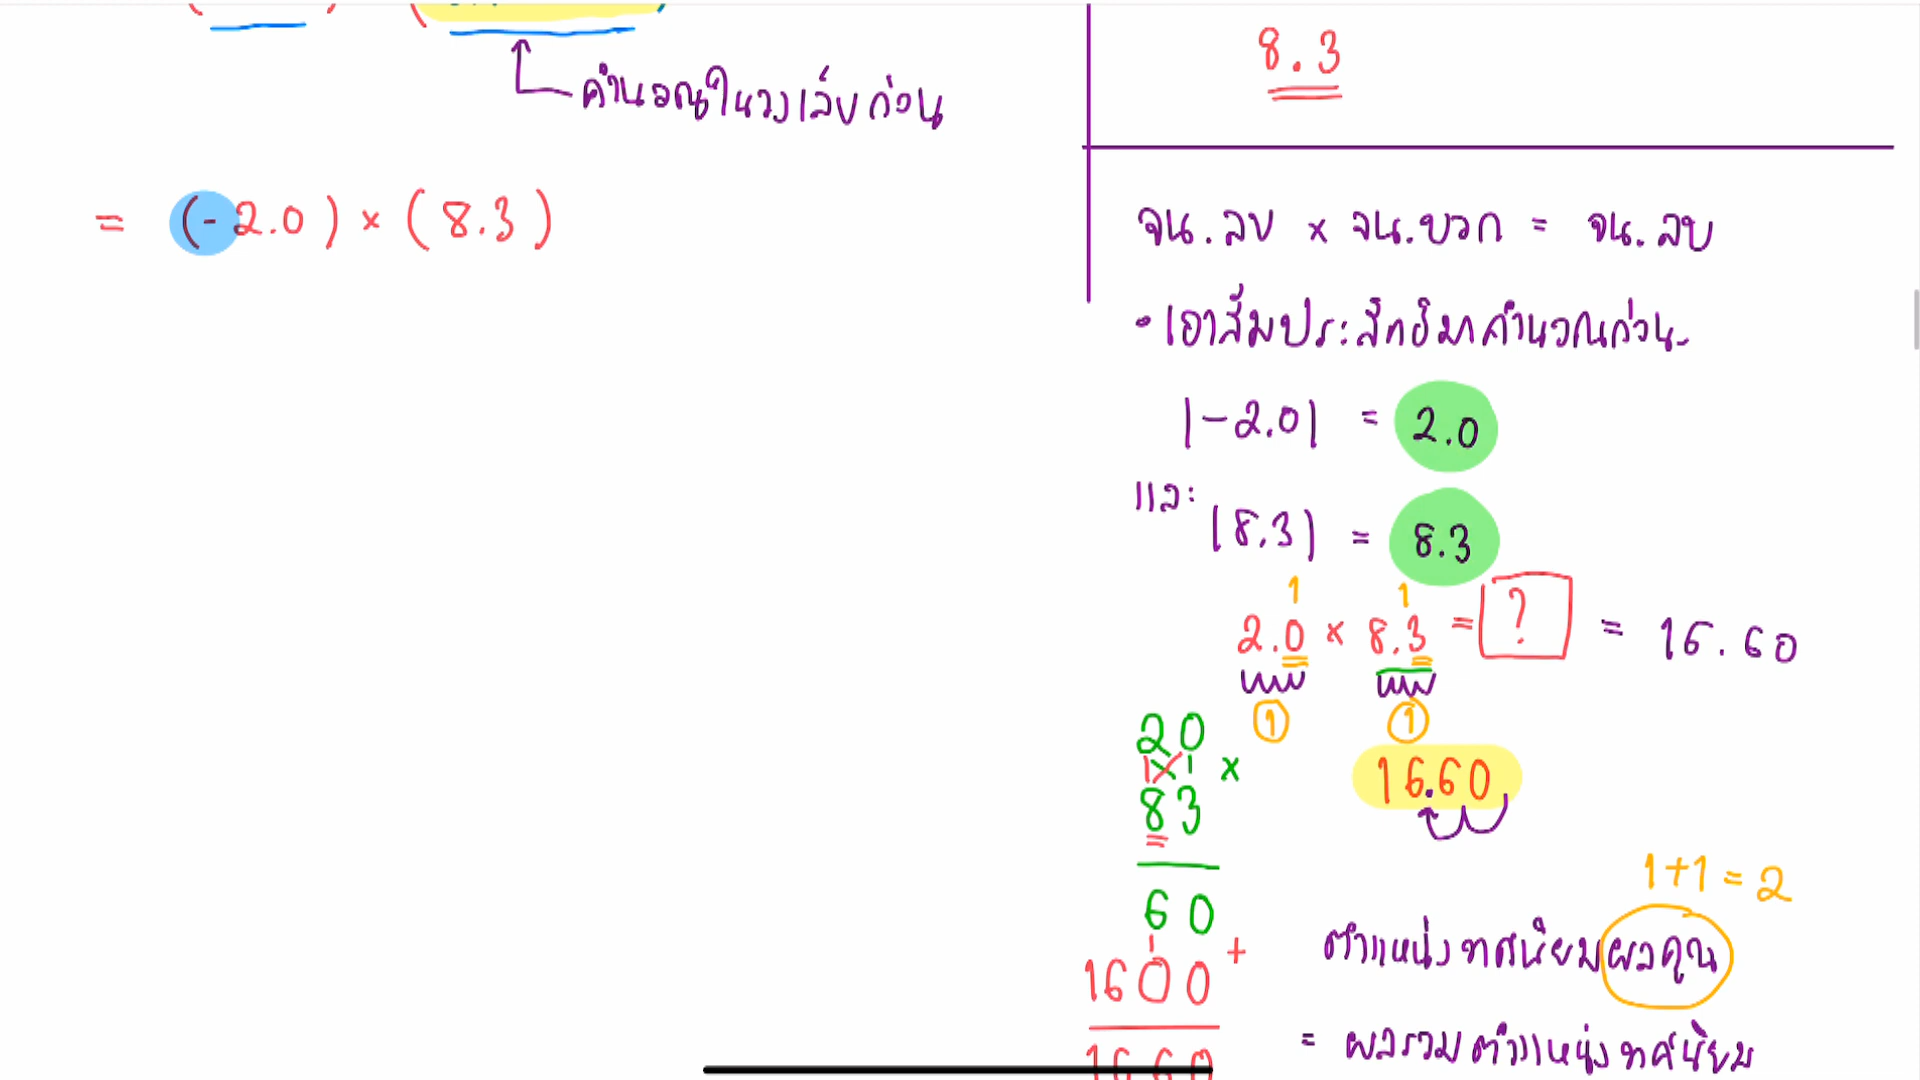 คำนวณในวงเล็บก่อน
= (-2.0) × (8.3)
8.3
จน.ลบ × จน.บวก = จน.ลบ
• เอาสัมประสิทธิ์มาคำนวณก่อน
|-2.0| = 2.0
และ |8.3| = 8.3
1 1
2.0 × 8.3 = ? = 16.60
1 1
20 ×
83
60 +
1600
1660
16.60
1+1 = 2
ตำแหน่งทศนิยมผลคูณ
= ผลรวมตำแหน่งทศนิยม